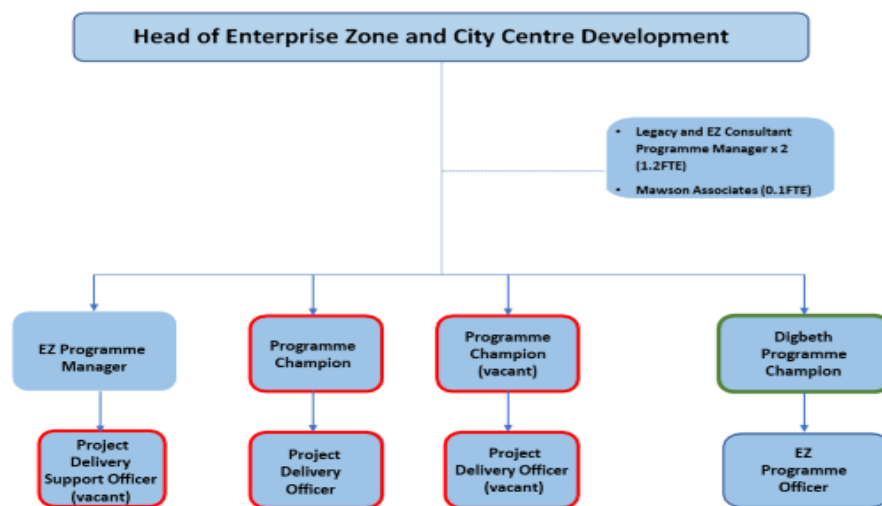 Head of Enterprise Zone and City Centre Development
• Legacy and EZ Consultant
Programme Manager x 2
(1.2FTE)
• Mawson Associates (0.1FTE)
EZ Programme
Manager
Programme
Champion
Programme
Champion
(vacant)
Digbeth
Programme
Champion
Project
Delivery
Support Officer
(vacant)
Project
Delivery
Officer
Project
Delivery Officer
(vacant)
EZ
Programme
Officer